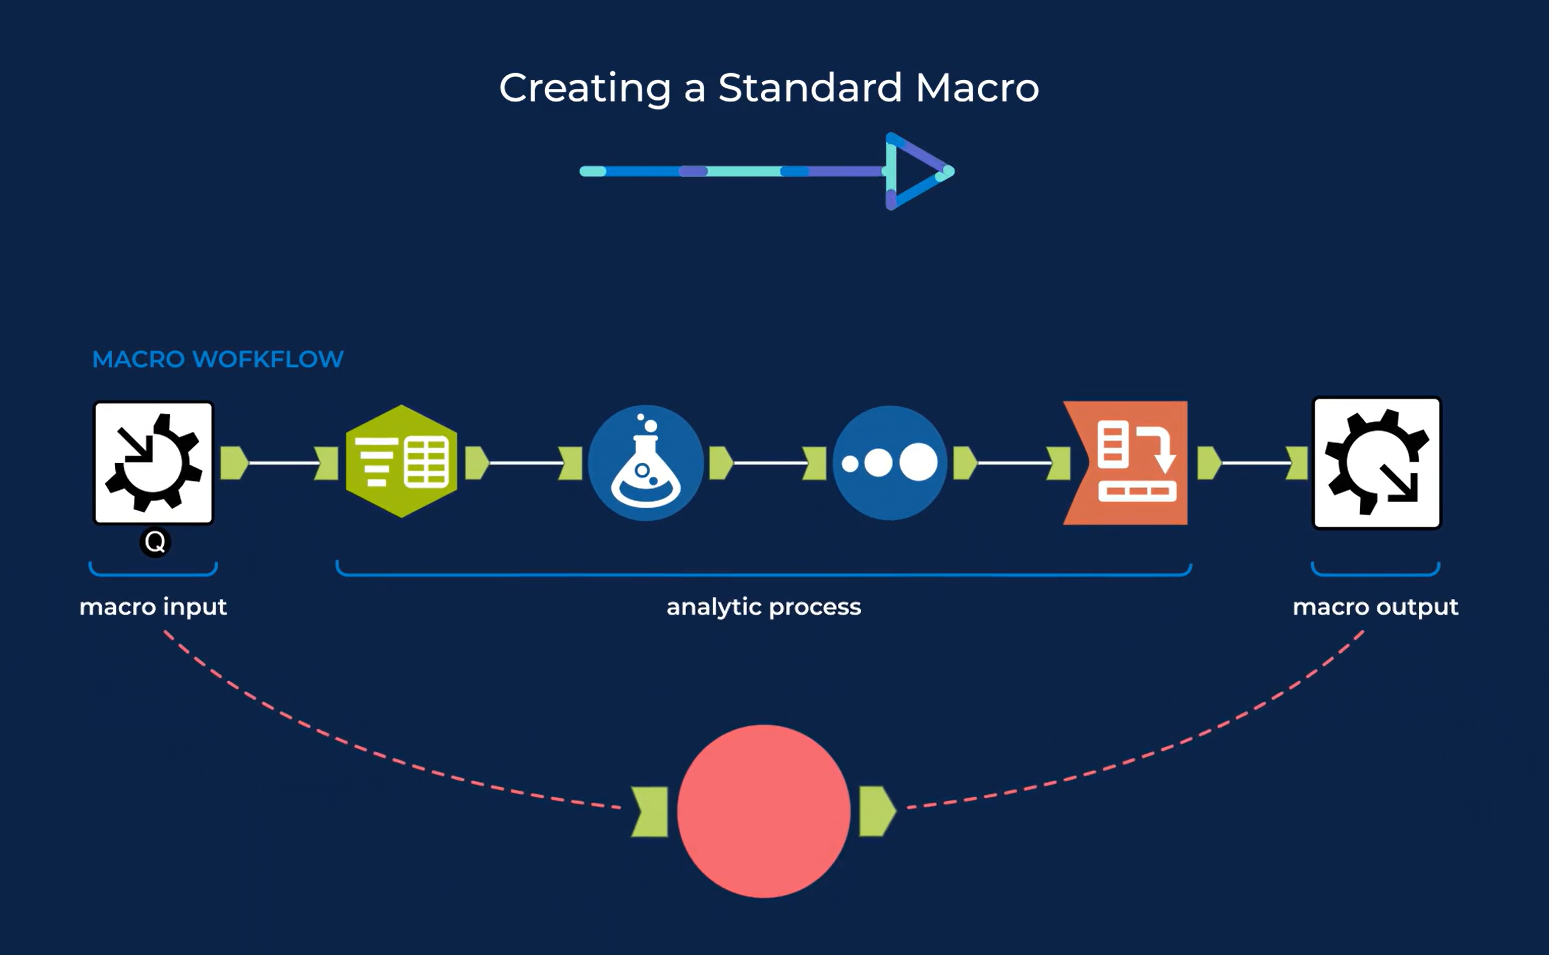 Creating a Standard Macro
MACRO WOFKFLOW
Q
macro input
analytic process
macro output